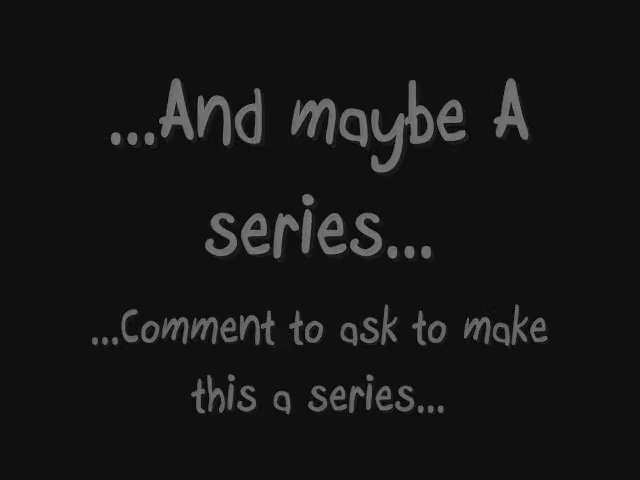 ...And maybe A
series...
...Comment to ask to make
this a series...